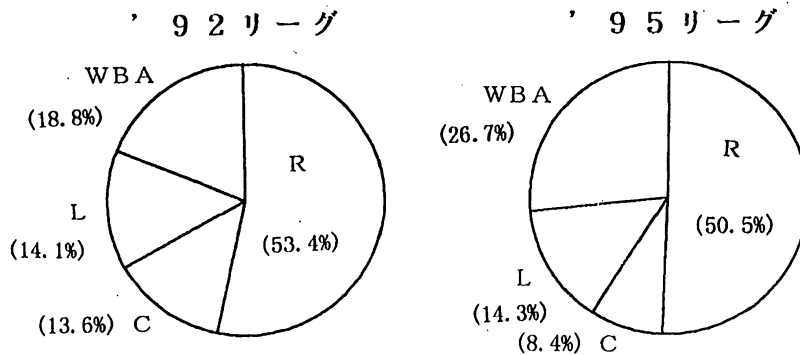 '92リーグ
WBA
(18.8%)
R
(53.4%)
L
(14.1%)
(13.6%) C
'95リーグ
WBA
(26.7%)
R
(50.5%)
L
(14.3%)
(8.4%) C